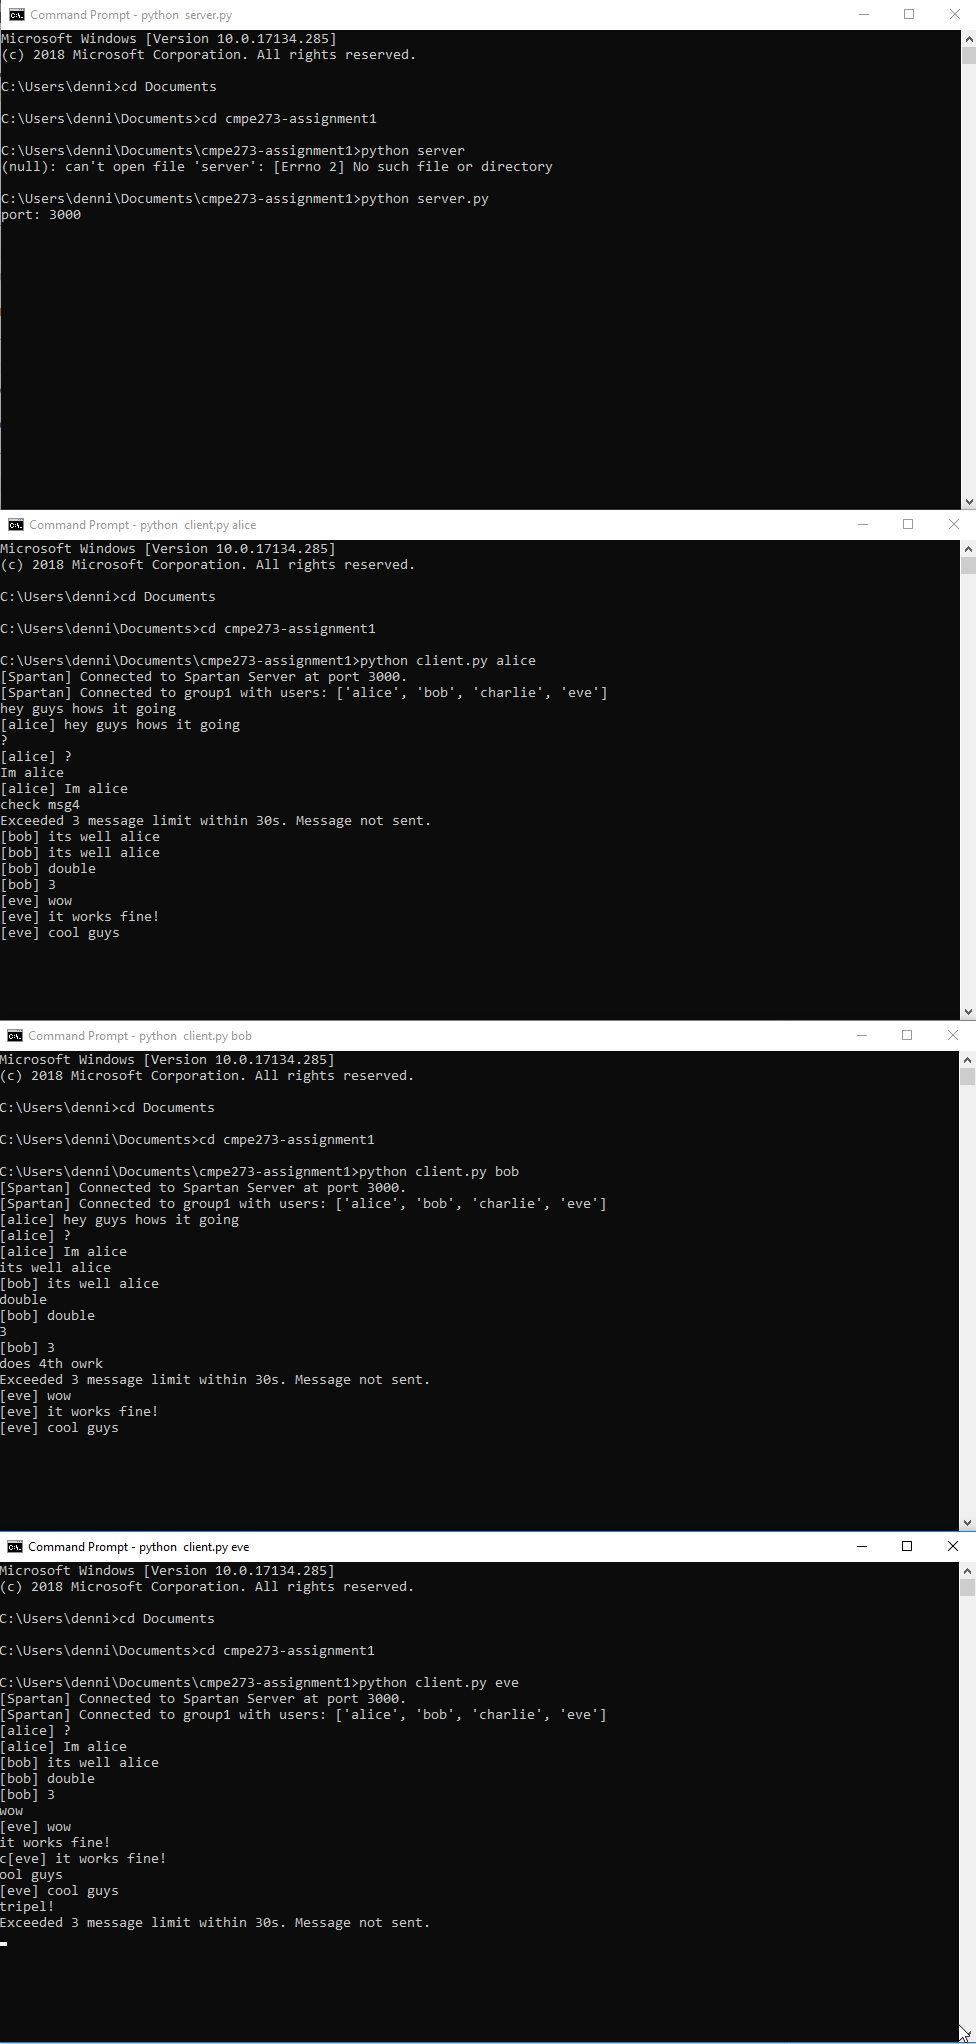 Command Prompt - python  server.py
Microsoft Windows [Version 10.0.17134.285]
(c) 2018 Microsoft Corporation. All rights reserved.
C:\Users\denni>cd Documents
C:\Users\denni\Documents>cd cmpe273-assignment1
C:\Users\denni\Documents\cmpe273-assignment1>python server
(null): can't open file 'server': [Errno 2] No such file or directory
C:\Users\denni\Documents\cmpe273-assignment1>python server.py
port: 3000
Command Prompt - python  client.py alice
Microsoft Windows [Version 10.0.17134.285]
(c) 2018 Microsoft Corporation. All rights reserved.
C:\Users\denni>cd Documents
C:\Users\denni\Documents>cd cmpe273-assignment1
C:\Users\denni\Documents\cmpe273-assignment1>python client.py alice
[Spartan] Connected to Spartan Server at port 3000.
[Spartan] Connected to group1 with users: ['alice', 'bob', 'charlie', 'eve']
hey guys hows it going
[alice] hey guys hows it going
?
[alice] ?
Im alice
[alice] Im alice
check msg4
Exceeded 3 message limit within 30s. Message not sent.
[bob] its well alice
[bob] its well alice
[bob] double
[bob] 3
[eve] wow
[eve] it works fine!
[eve] cool guys
Command Prompt - python  client.py bob
Microsoft Windows [Version 10.0.17134.285]
(c) 2018 Microsoft Corporation. All rights reserved.
C:\Users\denni>cd Documents
C:\Users\denni\Documents>cd cmpe273-assignment1
C:\Users\denni\Documents\cmpe273-assignment1>python client.py bob
[Spartan] Connected to Spartan Server at port 3000.
[Spartan] Connected to group1 with users: ['alice', 'bob', 'charlie', 'eve']
[alice] hey guys hows it going
[alice] ?
[alice] Im alice
its well alice
[bob] its well alice
double
[bob] double
3
[bob] 3
does 4th owrk
Exceeded 3 message limit within 30s. Message not sent.
[eve] wow
[eve] it works fine!
[eve] cool guys
Command Prompt - python  client.py eve
Microsoft Windows [Version 10.0.17134.285]
(c) 2018 Microsoft Corporation. All rights reserved.
C:\Users\denni>cd Documents
C:\Users\denni\Documents>cd cmpe273-assignment1
C:\Users\denni\Documents\cmpe273-assignment1>python client.py eve
[Spartan] Connected to Spartan Server at port 3000.
[Spartan] Connected to group1 with users: ['alice', 'bob', 'charlie', 'eve']
[alice] ?
[alice] Im alice
[bob] its well alice
[bob] double
[bob] 3
wow
[eve] wow
it works fine!
c[eve] it works fine!
ool guys
[eve] cool guys
tripel!
Exceeded 3 message limit within 30s. Message not sent.